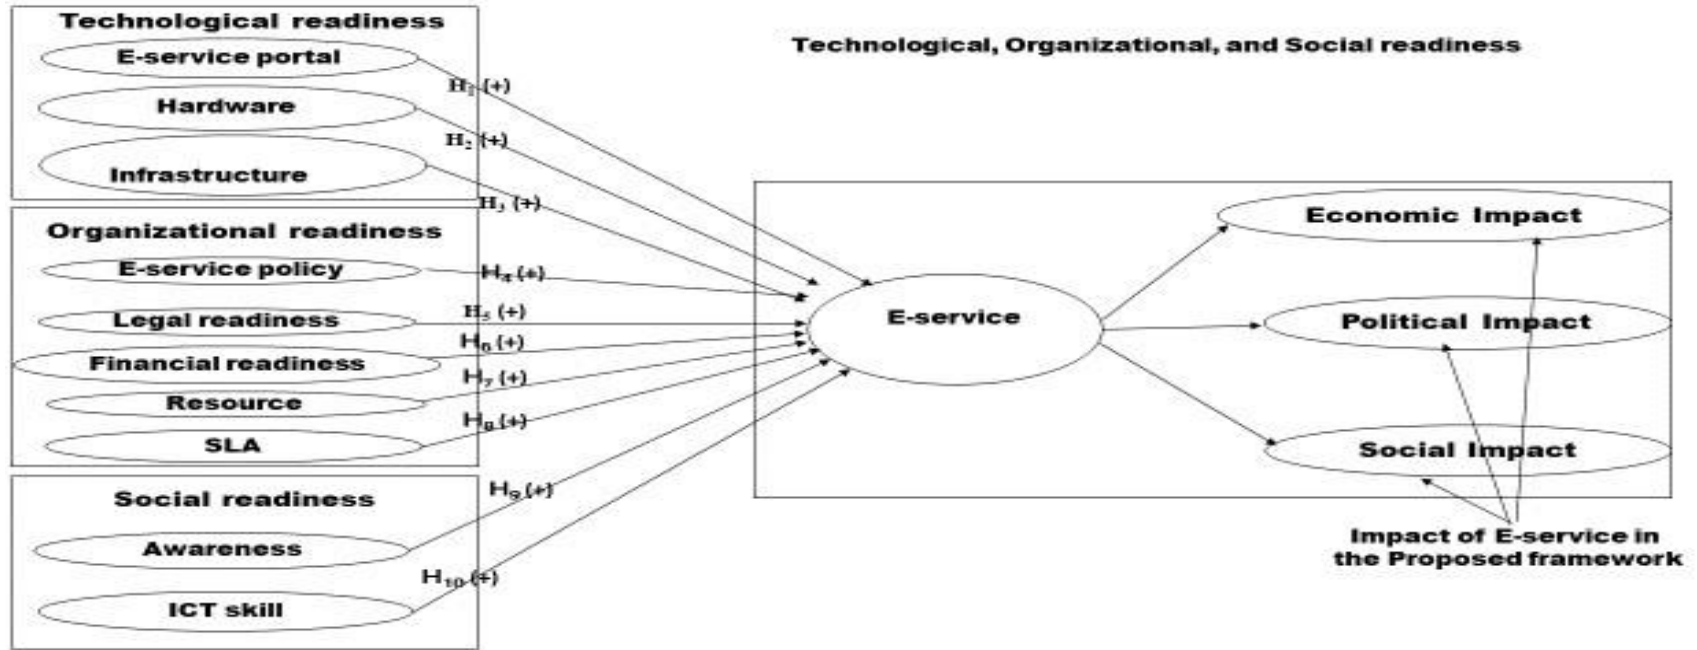 Technological readiness
E-service portal
Hardware
Infrastructure
Organizational readiness
E-service policy
Legal readiness
Financial readiness
Resource
SLA
Social readiness
Awareness
ICT skill
H₁ (+)
H₂ (+)
H₃ (+)
H₄ (+)
H₅ (+)
H₆ (+)
H₇ (+)
H₈ (+)
H₉ (+)
H₁₀ (+)
Technological, Organizational, and Social readiness
E-service
Economic Impact
Political Impact
Social Impact
Impact of E-service in
the Proposed framework